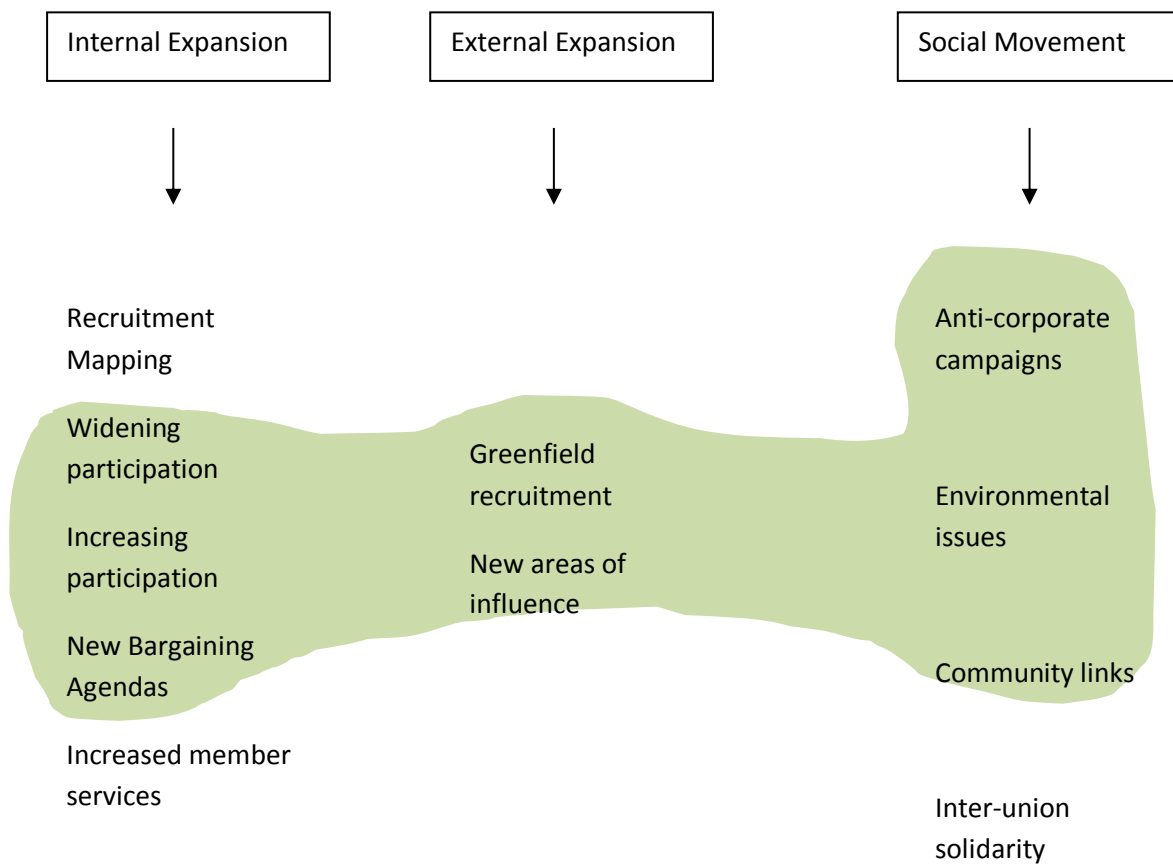 Internal Expansion
External Expansion
Social Movement
Recruitment
Mapping
Widening
participation
Increasing
participation
New Bargaining
Agendas
Increased member
services
Greenfield
recruitment
New areas of
influence
Anti-corporate
campaigns
Environmental
issues
Community links
Inter-union
solidarity